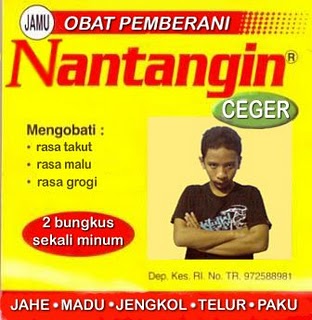 JAMU
OBAT PEMBERANI
Nantangin®
CEGER
Mengobati :
• rasa takut
• rasa malu
• rasa grogi
2 bungkus
sekali minum
Dep. Kes. RI. No. TR. 972588981
JAHE • MADU • JENGKOL • TELUR • PAKU